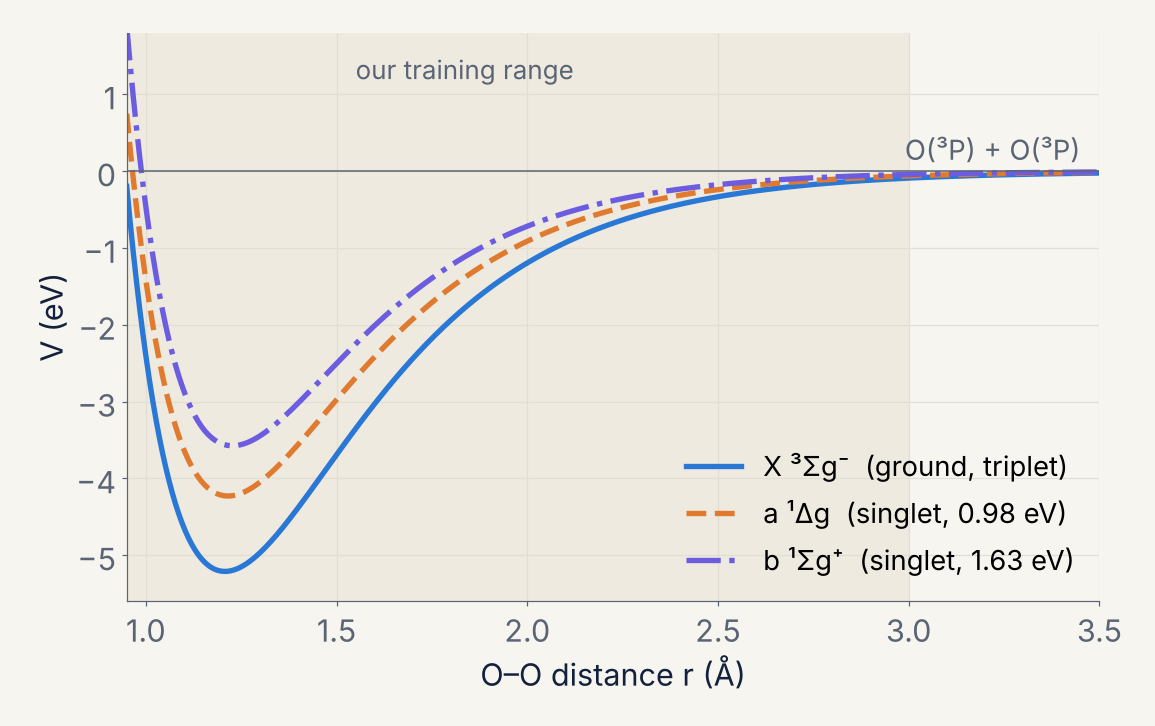 our training range
O(³P) + O(³P)
V (eV)
1
0
−1
−2
−3
−4
−5
X ³Σg⁻ (ground, triplet)
a ¹Δg (singlet, 0.98 eV)
b ¹Σg⁺ (singlet, 1.63 eV)
1.0 1.5 2.0 2.5 3.0 3.5
O–O distance r (Å)